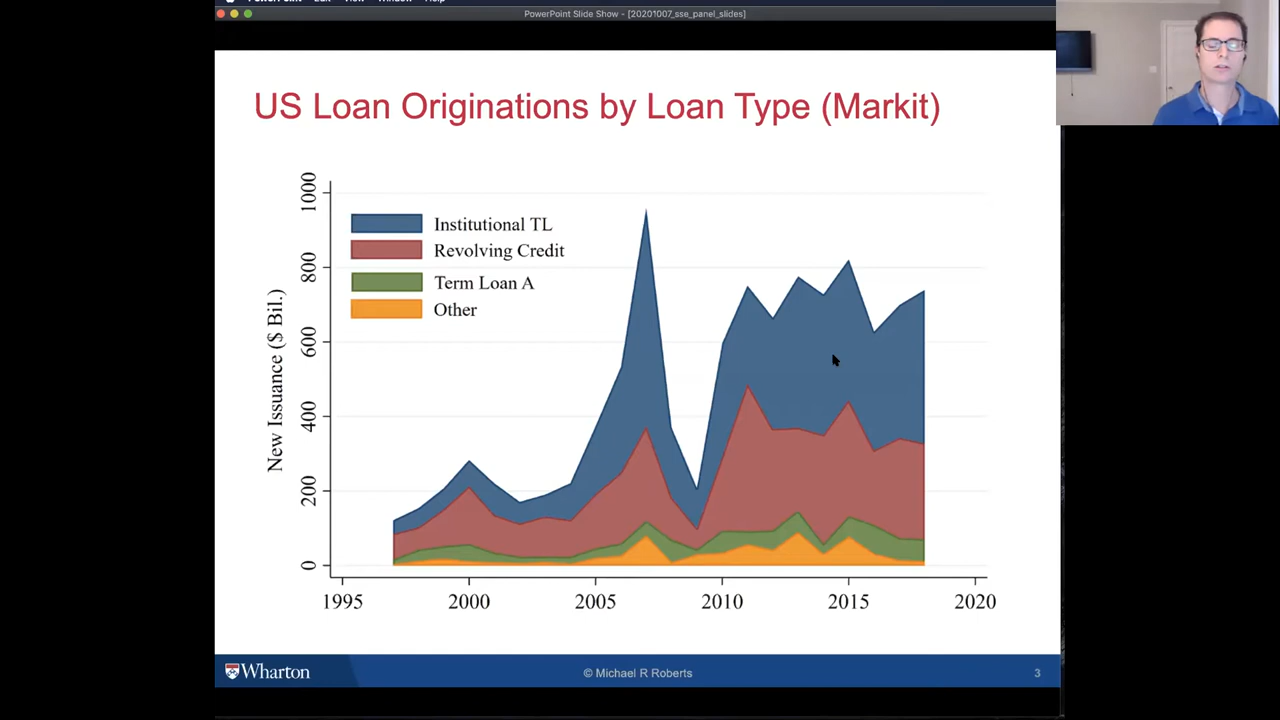 PowerPoint Slide Show - [20201007_sse_panel_slides]
US Loan Originations by Loan Type (Markit)
Institutional TL
Revolving Credit
Term Loan A
Other
New Issuance ($ Bil.)
1000
800
600
400
200
0
1995 2000 2005 2010 2015 2020
Wharton
© Michael R Roberts
3